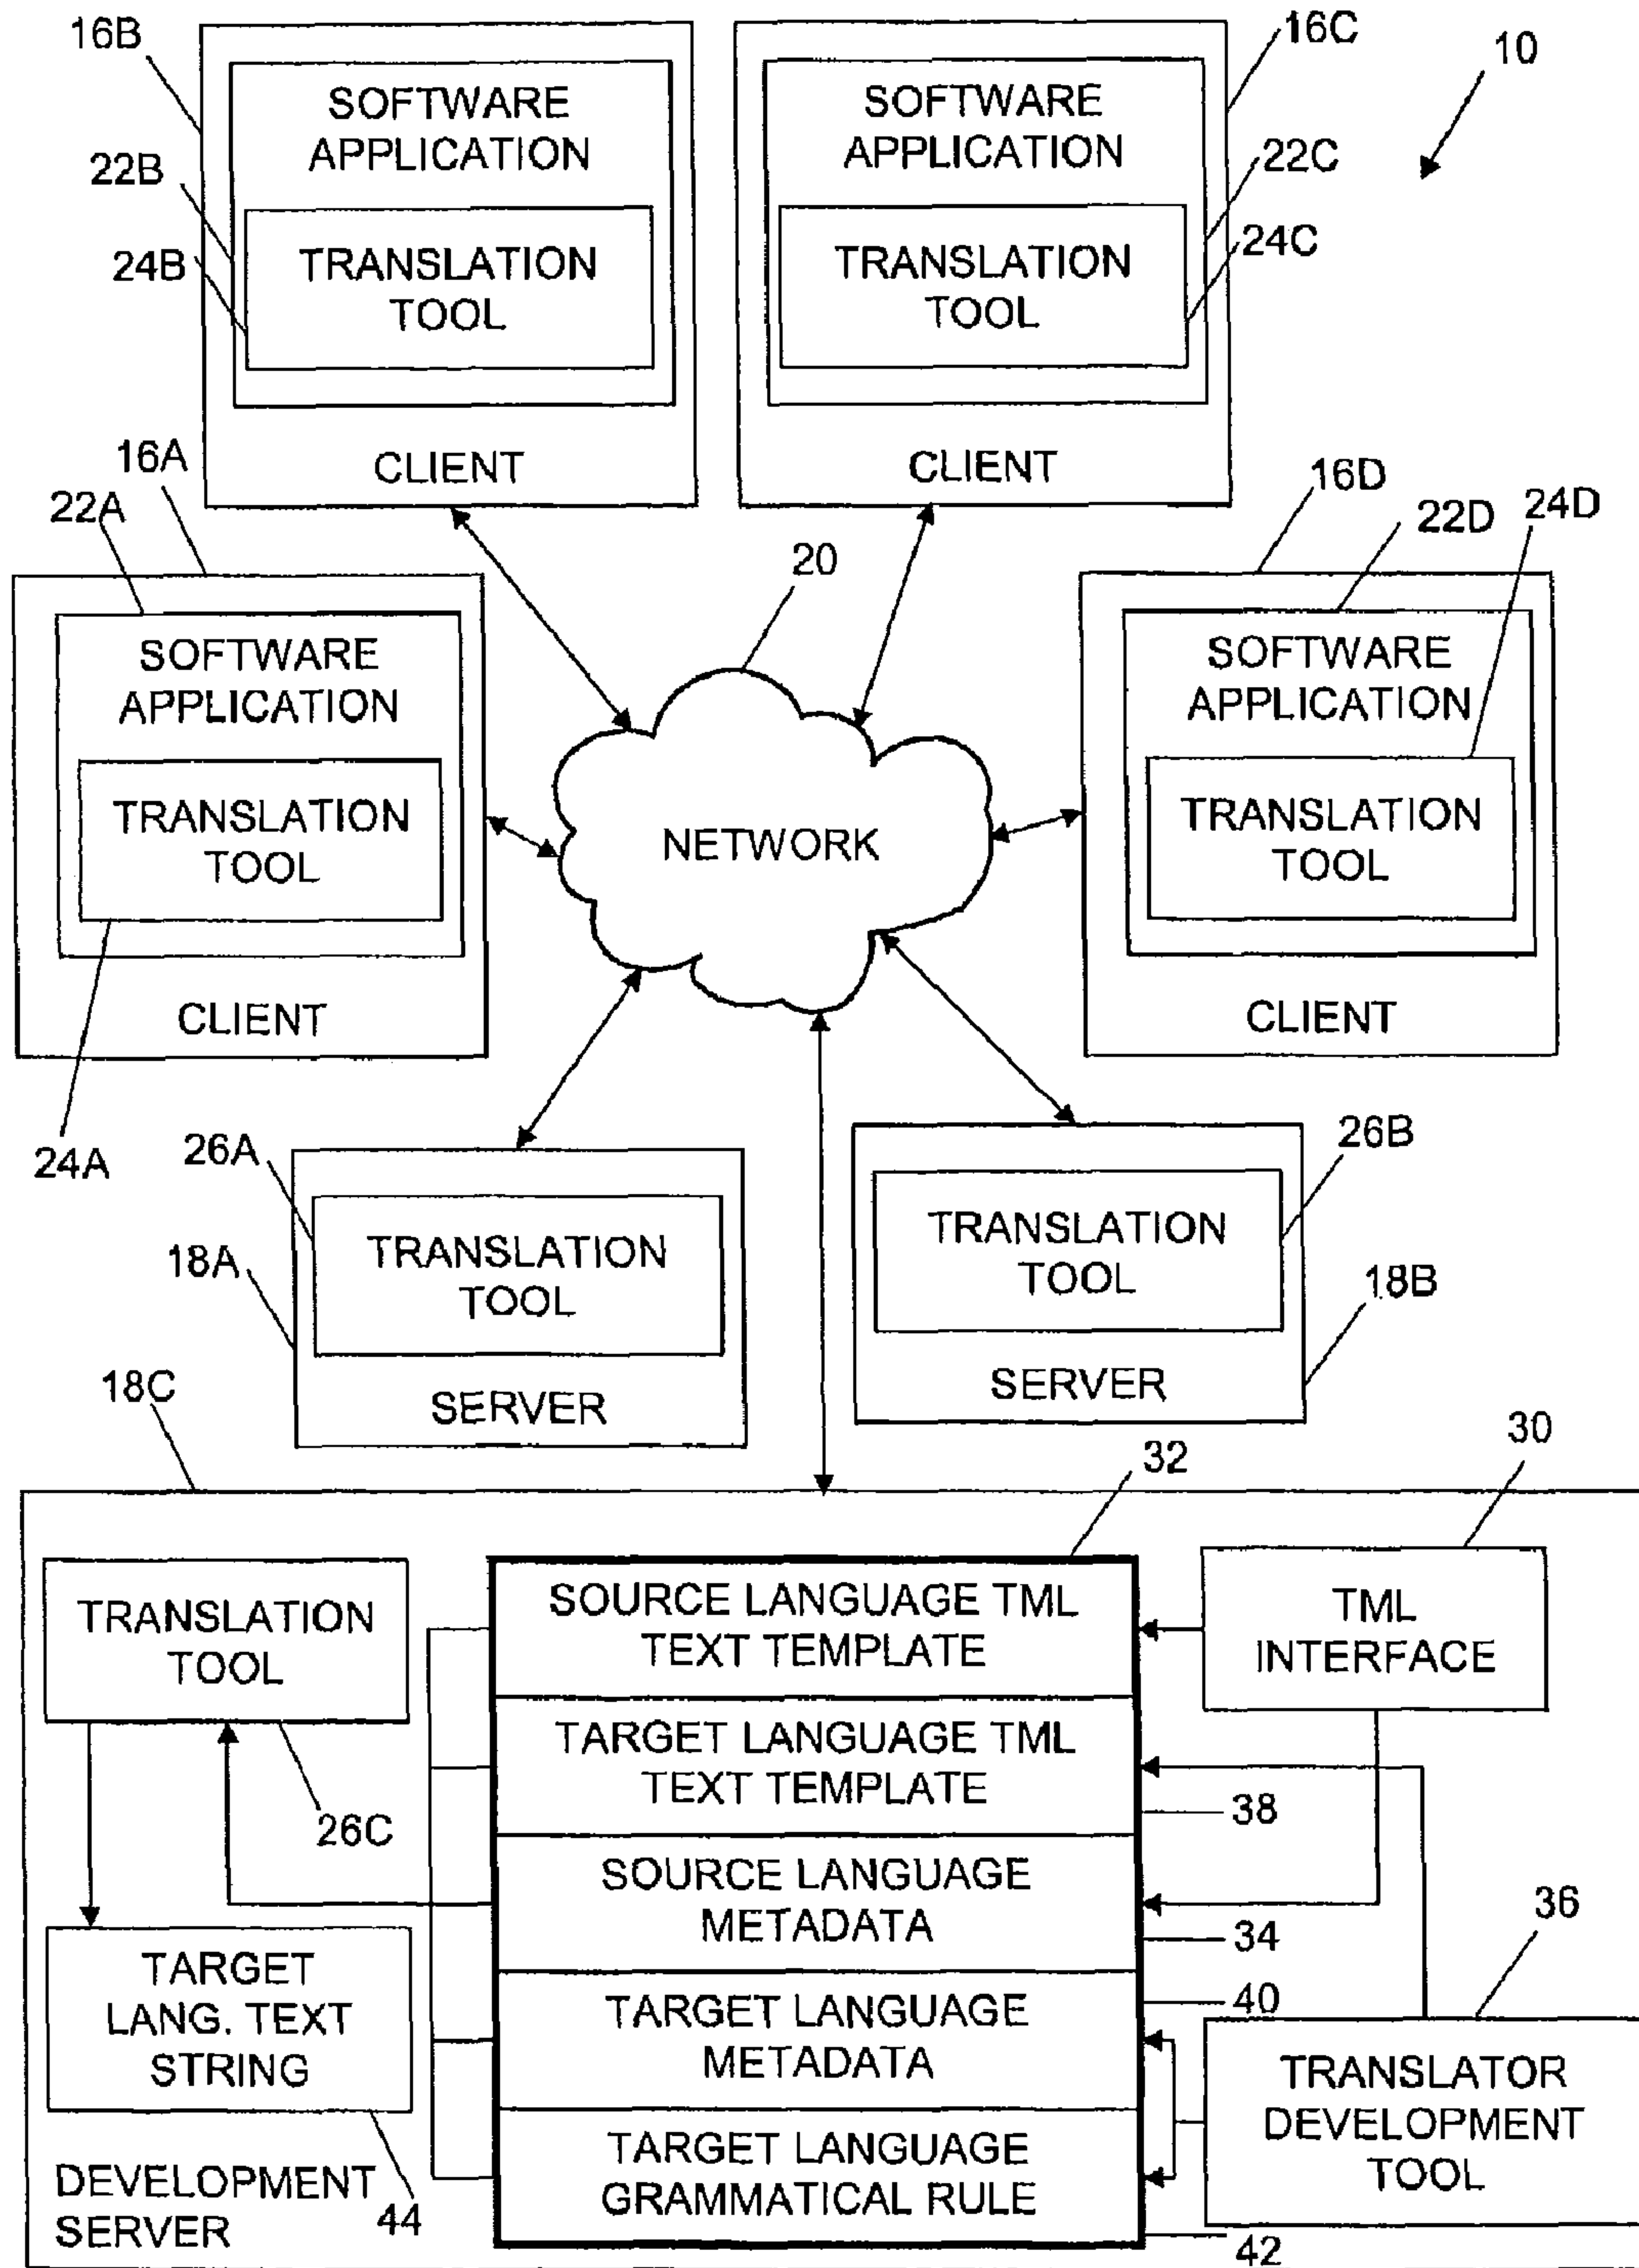 16B
16C
10
SOFTWARE
APPLICATION
22B
24B
TRANSLATION
TOOL
CLIENT
SOFTWARE
APPLICATION
22C
24C
TRANSLATION
TOOL
CLIENT
16A
22A
SOFTWARE
APPLICATION
TRANSLATION
TOOL
CLIENT
24A
20
NETWORK
16D
22D
24D
SOFTWARE
APPLICATION
TRANSLATION
TOOL
CLIENT
26A
18A
TRANSLATION
TOOL
SERVER
26B
18B
TRANSLATION
TOOL
SERVER
18C
32
30
TRANSLATION
TOOL
26C
SOURCE LANGUAGE TML
TEXT TEMPLATE
TML
INTERFACE
TARGET LANGUAGE TML
TEXT TEMPLATE
38
SOURCE LANGUAGE
METADATA
34
36
TARGET
LANG. TEXT
STRING
40
TARGET LANGUAGE
METADATA
TRANSLATOR
DEVELOPMENT
TOOL
TARGET LANGUAGE
GRAMMATICAL RULE
DEVELOPMENT
SERVER
44
42